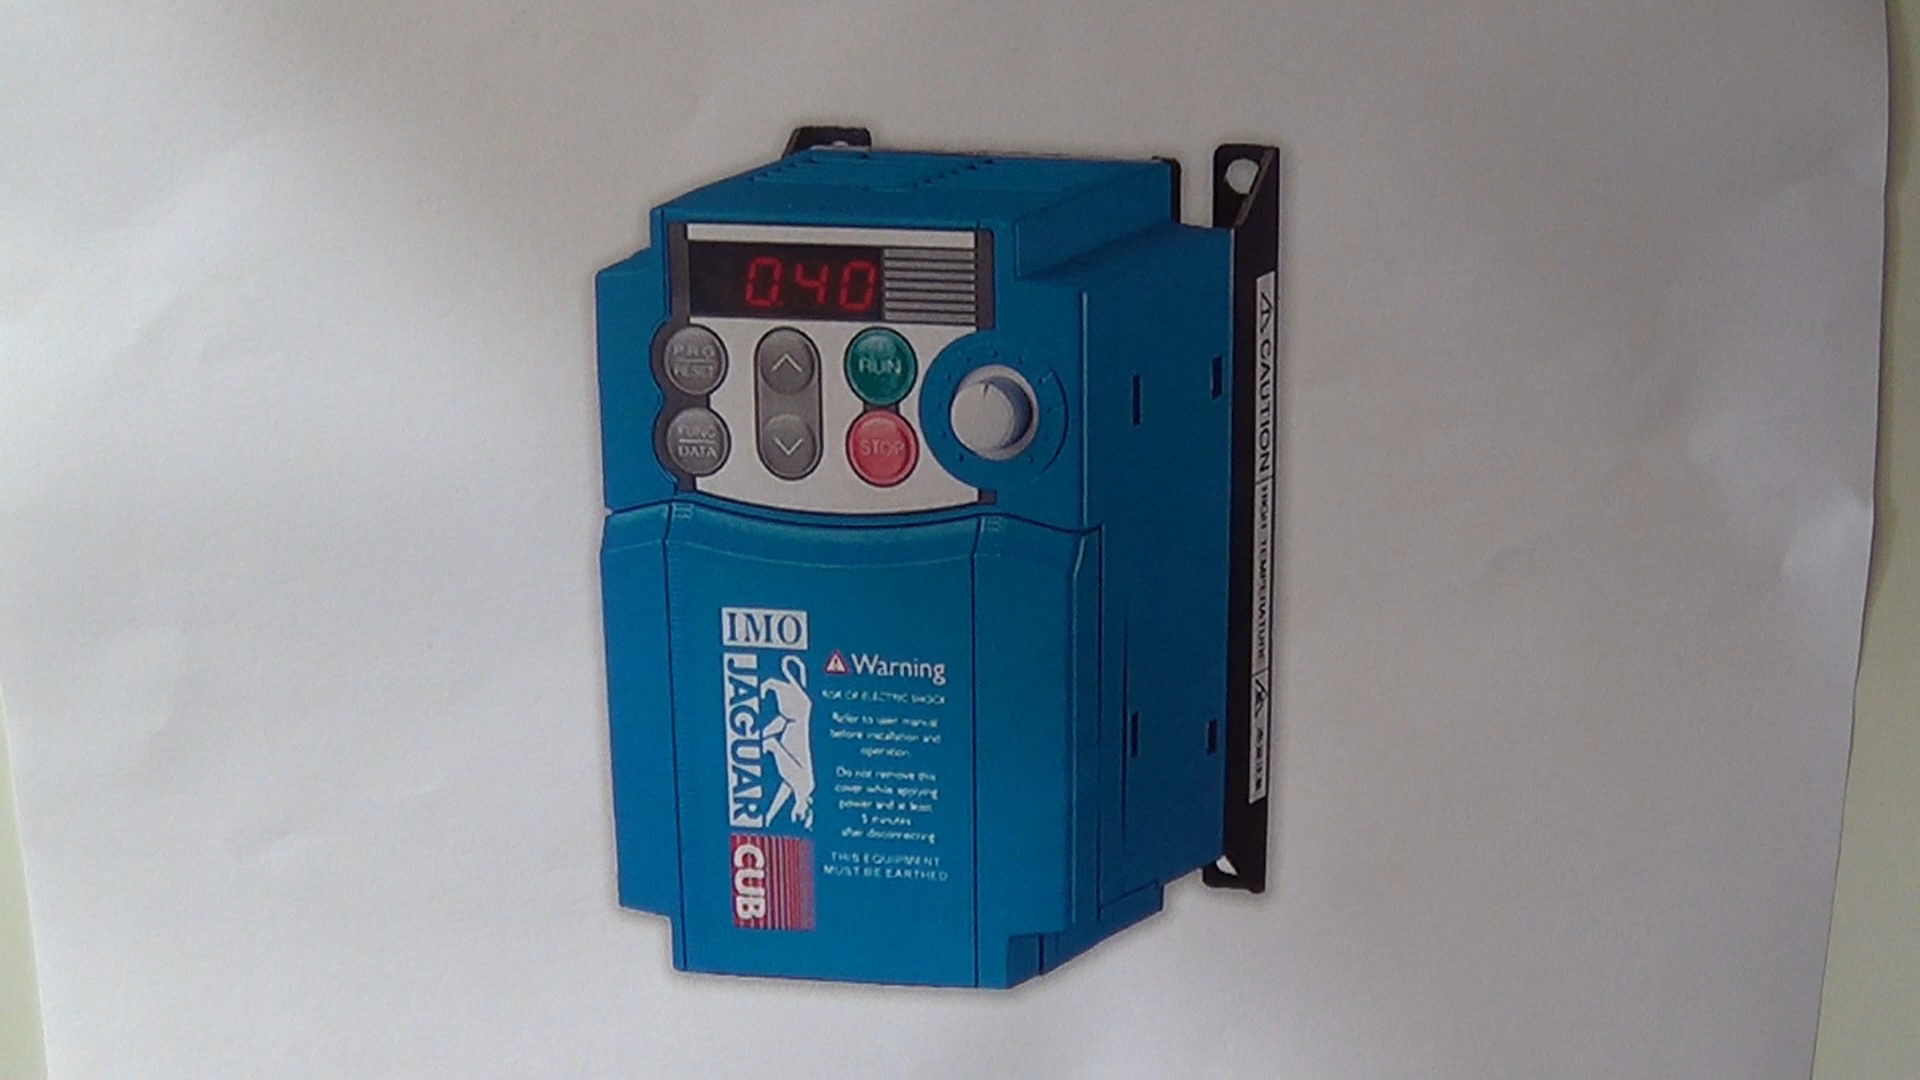 0.40
PRG
RESET
RUN
FUNC
DATA
STOP
IMO
JAGUAR
CUB
Warning
RISK OF ELECTRIC SHOCK
Refer to user manual
before installation and
operation
Do not remove this
cover while applying
power and at least
5 minutes
after disconnecting
THIS EQUIPMENT
MUST BE EARTHED
CAUTION HIGH TEMPERATURE